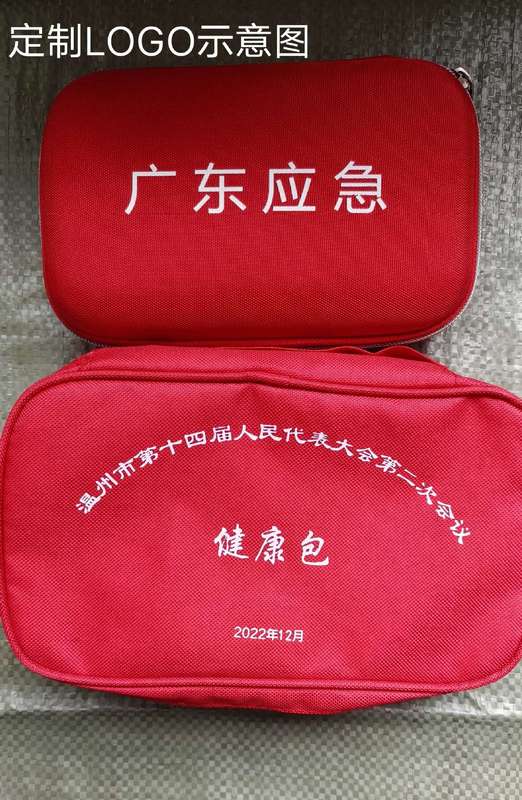 定制LOGO示意图
广东应急
温州市第十四届人民代表大会第二次会议
健康包
2022年12月